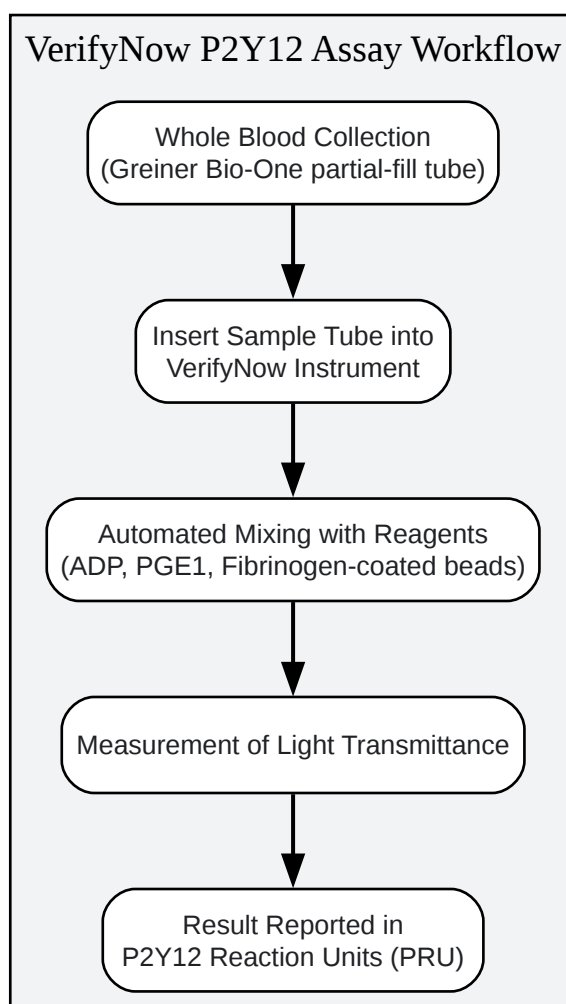 VerifyNow P2Y12 Assay Workflow
Whole Blood Collection
(Greiner Bio-One partial-fill tube)
Insert Sample Tube into
VerifyNow Instrument
Automated Mixing with Reagents
(ADP, PGE1, Fibrinogen-coated beads)
Measurement of Light Transmittance
Result Reported in
P2Y12 Reaction Units (PRU)